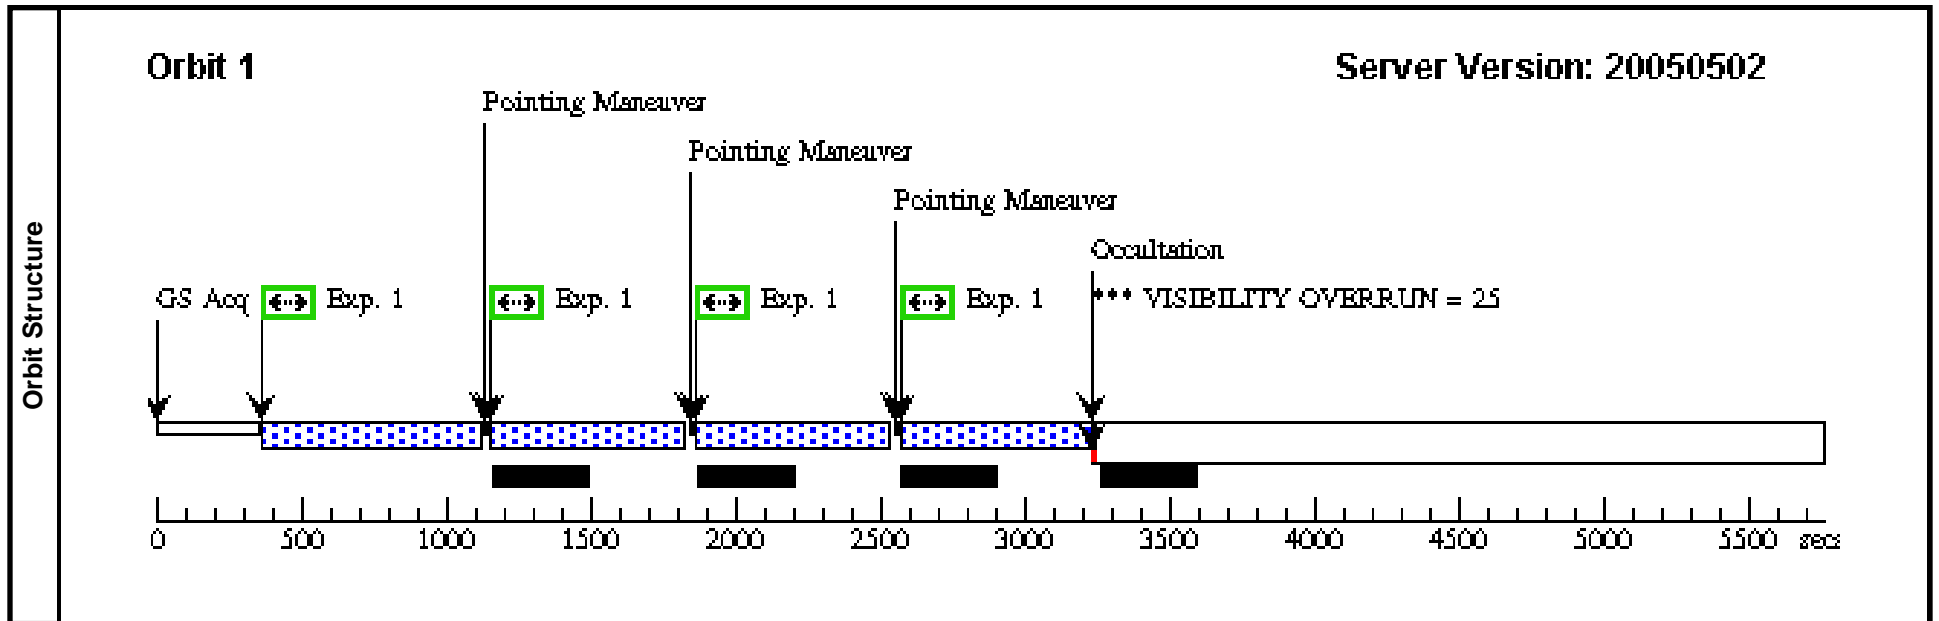 Orbit Structure
Orbit 1
Server Version: 20050502
Pointing Maneuver
Pointing Maneuver
Pointing Maneuver
Occultation
GS Acq Exp. 1 Exp. 1 Exp. 1 Exp. 1 *** VISIBILITY OVERRUN = 25
0 500 1000 1500 2000 2500 3000 3500 4000 4500 5000 5500 secs